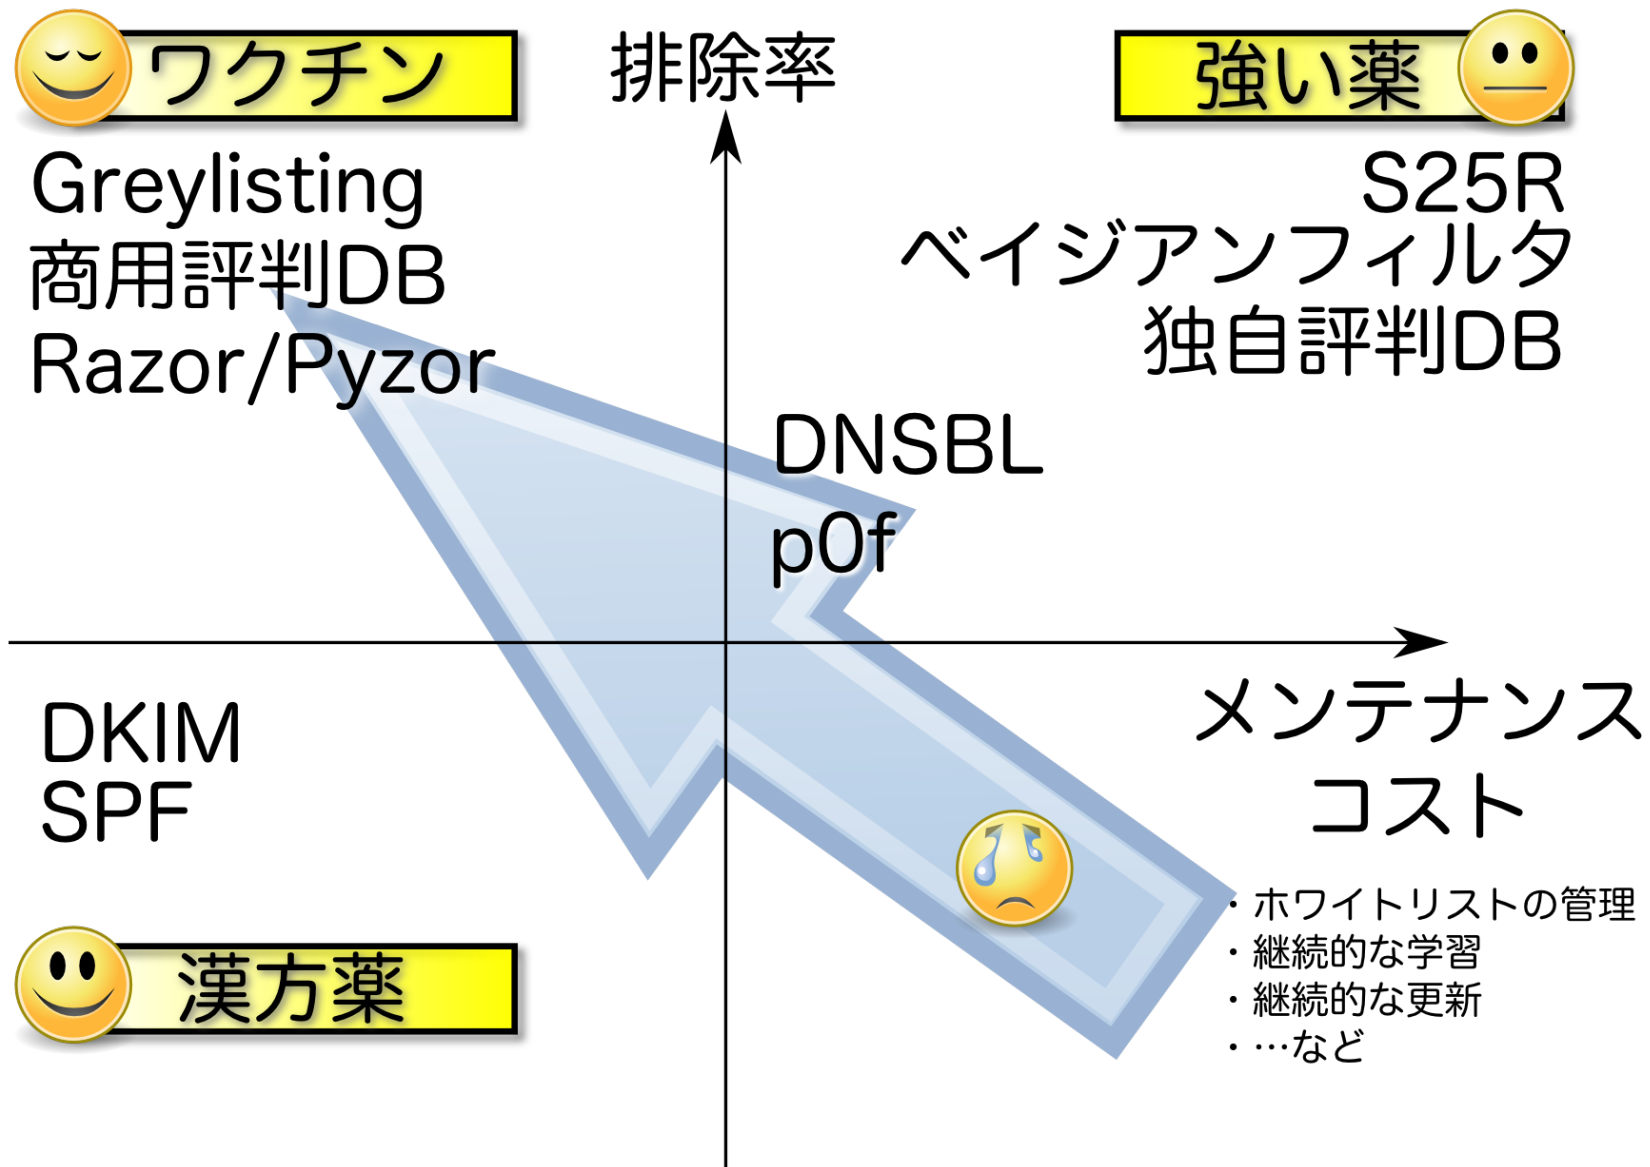 ワクチン
Greylisting
商用評判DB
Razor/Pyzor
排除率
強い薬
S25R
ベイジアンフィルタ
独自評判DB
DNSBL
p0f
メンテナンス
コスト
・ホワイトリストの管理
・継続的な学習
・継続的な更新
・…など
DKIM
SPF
漢方薬